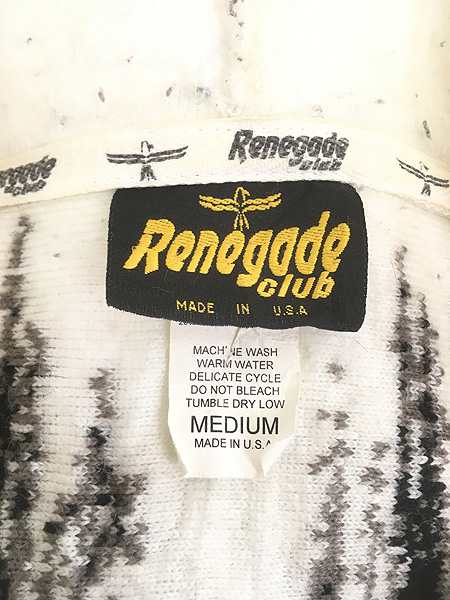 Renegade
club
Renegade
club
Renegade
club
MADE IN U.S.A
MACHINE WASH
WARM WATER
DELICATE CYCLE
DO NOT BLEACH
TUMBLE DRY LOW
MEDIUM
MADE IN U.S.A